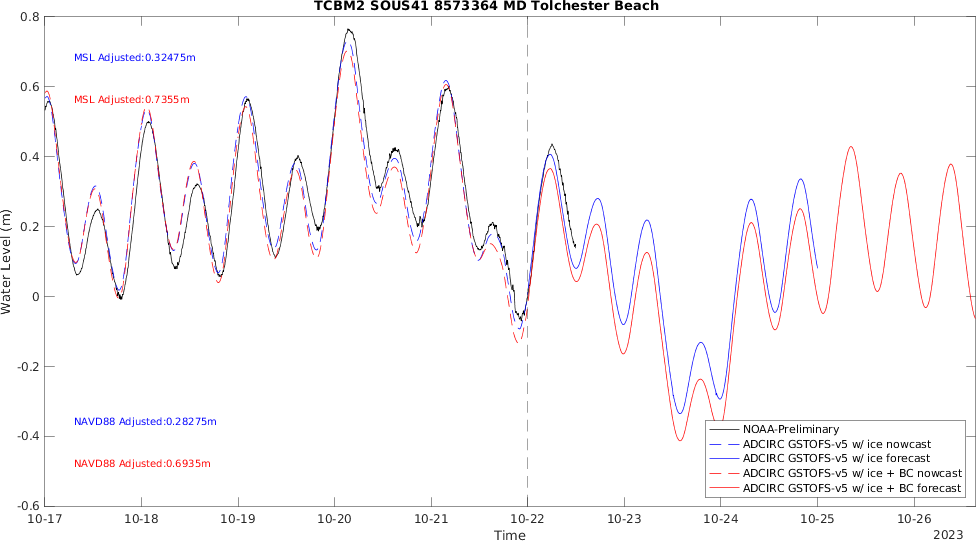 TCBM2 SOUS41 8573364 MD Tolchester Beach
0.8
MSL Adjusted:0.32475m
0.6
MSL Adjusted:0.7355m
0.4
0.2
0
-0.2
Water Level (m)
NAVD88 Adjusted:0.28275m
-0.4
NAVD88 Adjusted:0.6935m
-0.6
NOAA-Preliminary
ADCIRC GSTOFS-v5 w/ ice nowcast
ADCIRC GSTOFS-v5 w/ ice forecast
ADCIRC GSTOFS-v5 w/ ice + BC nowcast
ADCIRC GSTOFS-v5 w/ ice + BC forecast
10-17 10-18 10-19 10-20 10-21 10-22 10-23 10-24 10-25 10-26
Time
2023